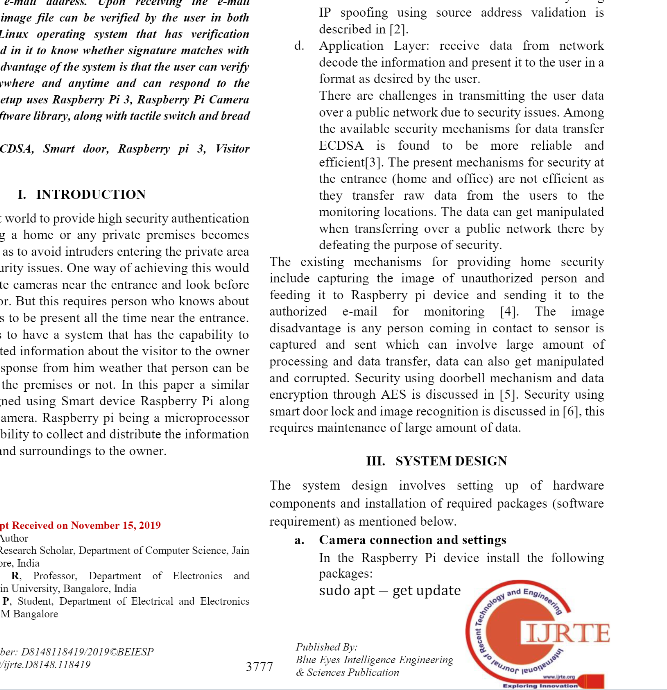 e-mail address. Upon receiving the e-mail
image file can be verified by the user in both
Linux operating system that has verification
d in it to know whether signature matches with
dvantage of the system is that the user can verify
ywhere and anytime and can respond to the
etup uses Raspberry Pi 3, Raspberry Pi Camera
ftware library, along with tactile switch and bread
CDSA, Smart door, Raspberry pi 3, Visitor
I. INTRODUCTION
t world to provide high security authentication
g a home or any private premises becomes
as to avoid intruders entering the private area
urity issues. One way of achieving this would
te cameras near the entrance and look before
or. But this requires person who knows about
s to be present all the time near the entrance.
s to have a system that has the capability to
ted information about the visitor to the owner
sponse from him weather that person can be
the premises or not. In this paper a similar
gned using Smart device Raspberry Pi along
amera. Raspberry pi being a microprocessor
bility to collect and distribute the information
and surroundings to the owner.
pt Received on November 15, 2019
Author
Research Scholar, Department of Computer Science, Jain
ore, India
R, Professor, Department of Electronics and
in University, Bangalore, India
P, Student, Department of Electrical and Electronics
M Bangalore
IP spoofing using source address validation is
described in [2].
d. Application Layer: receive data from network
decode the information and present it to the user in a
format as desired by the user.
There are challenges in transmitting the user data
over a public network due to security issues. Among
the available security mechanisms for data transfer
ECDSA is found to be more reliable and
efficient[3]. The present mechanisms for security at
the entrance (home and office) are not efficient as
they transfer raw data from the users to the
monitoring locations. The data can get manipulated
when transferring over a public network there by
defeating the purpose of security.
The existing mechanisms for providing home security
include capturing the image of unauthorized person and
feeding it to Raspberry pi device and sending it to the
authorized e-mail for monitoring [4]. The image
disadvantage is any person coming in contact to sensor is
captured and sent which can involve large amount of
processing and data transfer, data can also get manipulated
and corrupted. Security using doorbell mechanism and data
encryption through AES is discussed in [5]. Security using
smart door lock and image recognition is discussed in [6], this
requires maintenance of large amount of data.
III. SYSTEM DESIGN
The system design involves setting up of hardware
components and installation of required packages (software
requirement) as mentioned below.
a. Camera connection and settings
In the Raspberry Pi device install the following
packages:
sudo apt – get update
ber: D8148118419/2019©BEIESP
/ijrte.D8148.118419
3777
Published By:
Blue Eyes Intelligence Engineering
& Sciences Publication
International Journal of Recent Technology and Engineering
IJRTE
www.ijrte.org
Exploring Innovation